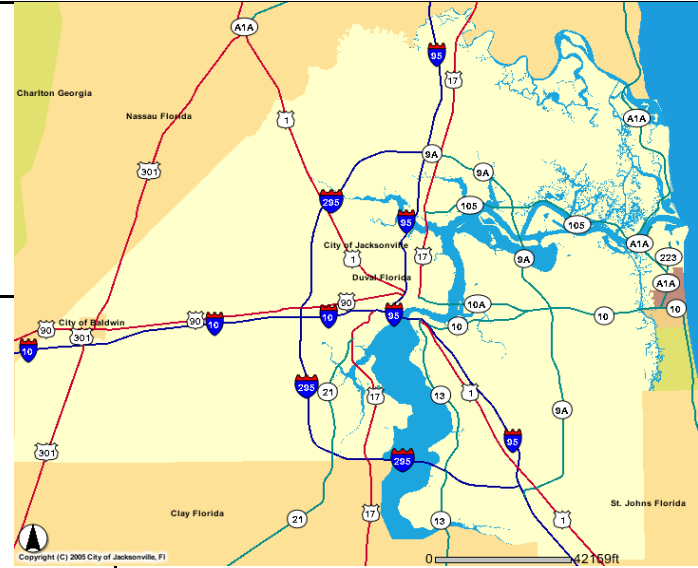 A1A
95
17
Charlton Georgia
Nassau Florida
1
A1A
9A
301
9A
295
105
95
105
City of Jacksonville
A1A
1
17
9A
223
Duval Florida
A1A
90
10A
10
90
City of Baldwin
10
10
95
10
10
90
301
10
295
21
17
13
1
9A
95
301
295
St. Johns Florida
Clay Florida
17
21
13
1
Copyright (C) 2005 City of Jacksonville, Fl
0
42159ft